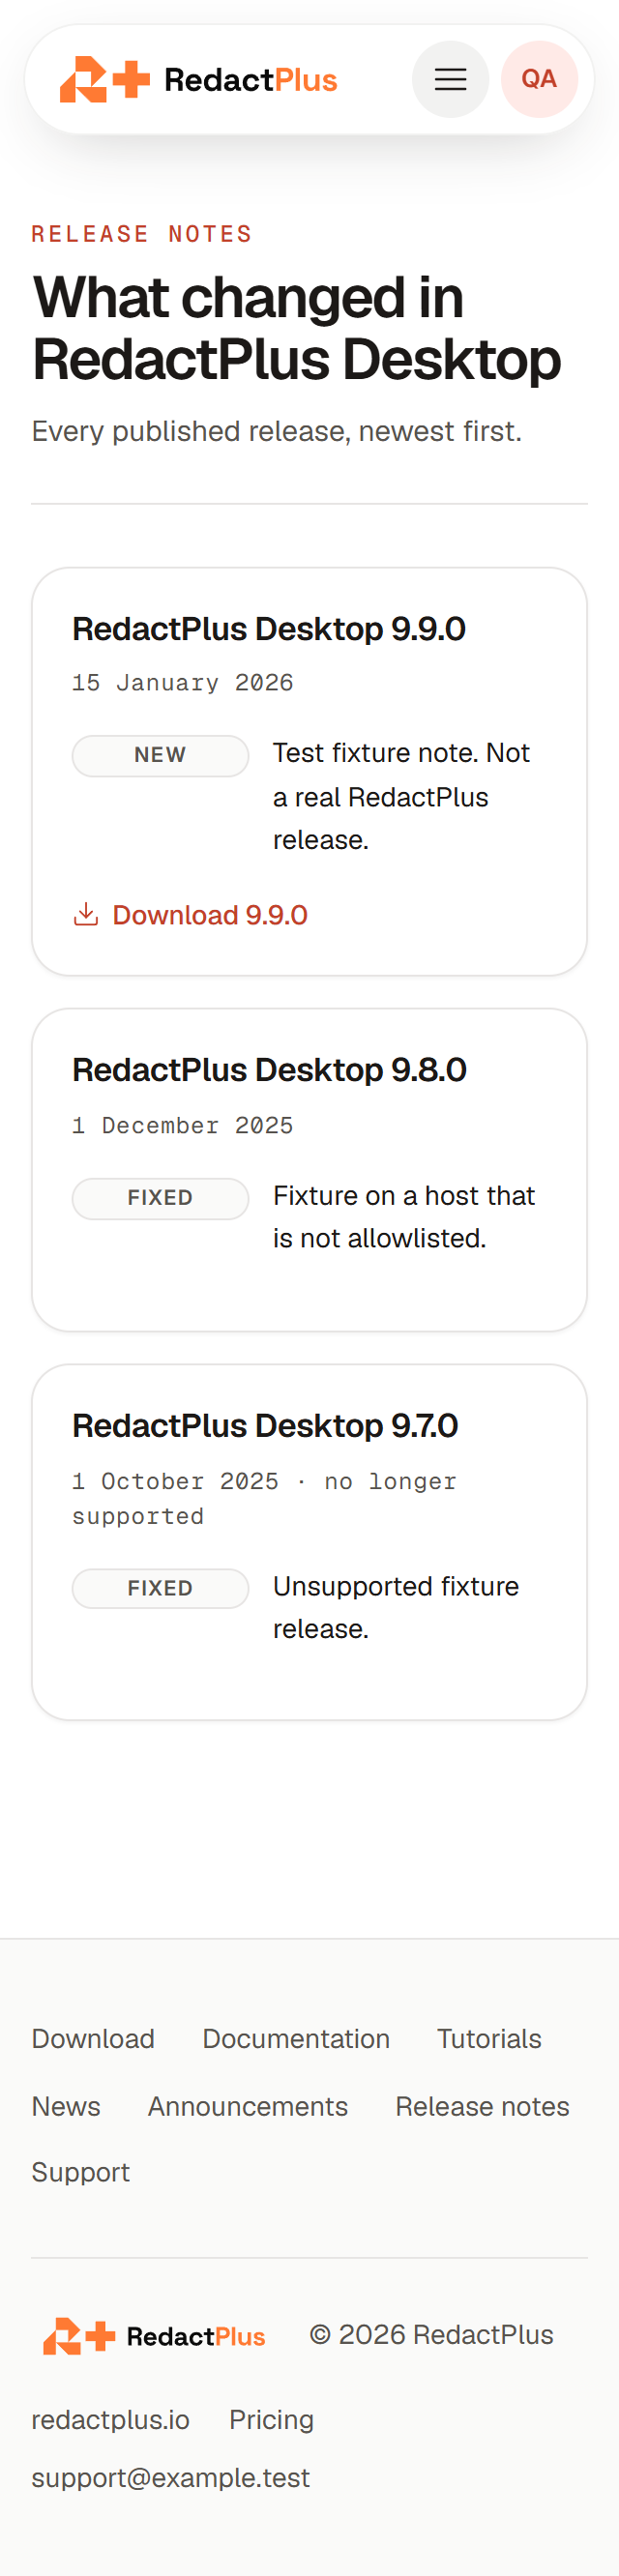 RedactPlus
QA
RELEASE NOTES
What changed in
RedactPlus Desktop
Every published release, newest first.
RedactPlus Desktop 9.9.0
15 January 2026
NEW
Test fixture note. Not
a real RedactPlus
release.
Download 9.9.0
RedactPlus Desktop 9.8.0
1 December 2025
FIXED
Fixture on a host that
is not allowlisted.
RedactPlus Desktop 9.7.0
1 October 2025 · no longer
supported
FIXED
Unsupported fixture
release.
Download Documentation Tutorials
News Announcements Release notes
Support
RedactPlus © 2026 RedactPlus
redactplus.io Pricing
support@example.test